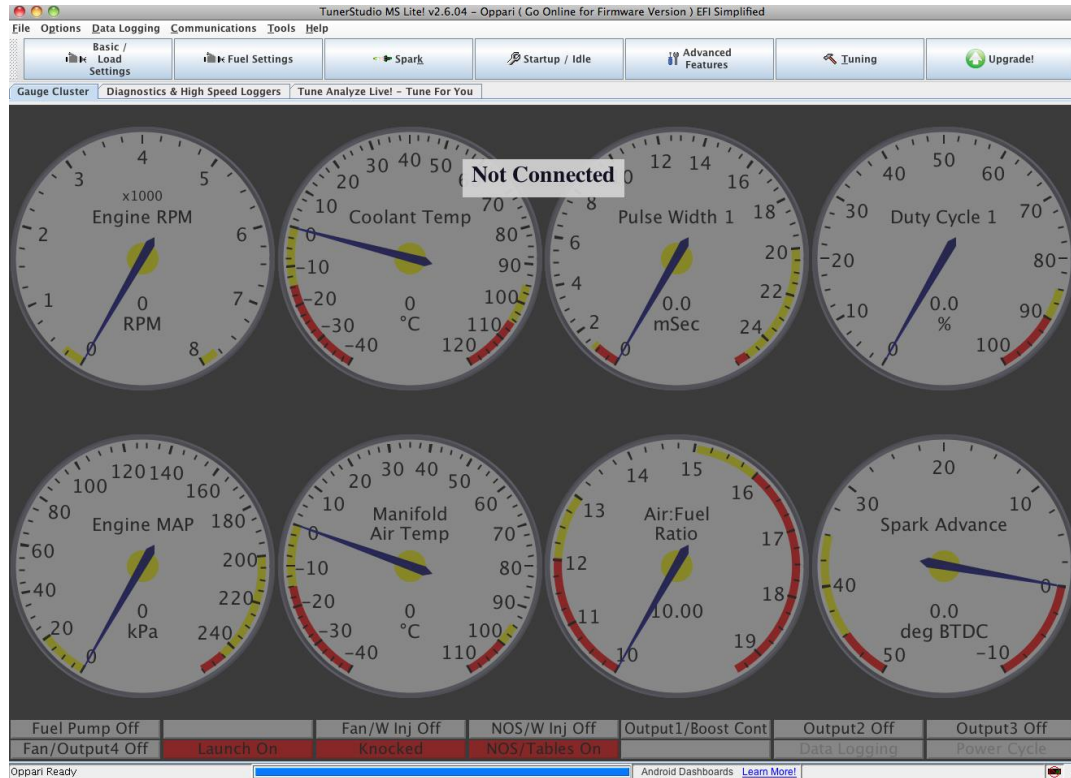 TunerStudio MS Lite! v2.6.04 - Oppari ( Go Online for Firmware Version ) EFI Simplified
File Options Data Logging Communications Tools Help
Basic /
Load
Settings
Fuel Settings
Spark
Startup / Idle
Advanced
Features
Tuning
Upgrade!
Gauge Cluster Diagnostics & High Speed Loggers Tune Analyze Live! - Tune For You
Not Connected
0 1 2 3 4 5 6 7 8
x1000
Engine RPM
0
RPM
-40 -30 -20 -10 0 10 20 30 40 50 70 80 90 100 110 120
Coolant Temp
0
°C
0 2 4 6 8 12 14 16 18 20 22 24
Pulse Width 1
0.0
mSec
0 10 20 30 40 50 60 70 80 90 100
Duty Cycle 1
0.0
%
0 20 40 60 80 100 120 140 160 180 200 220 240
Engine MAP
0
kPa
-40 -30 -20 -10 0 10 20 30 40 50 60 70 80 90 100 110
Manifold
Air Temp
0
°C
10 11 12 13 14 15 16 17 18 19
Air:Fuel
Ratio
10.00
50 40 30 20 10 0 -10
Spark Advance
0.0
deg BTDC
Fuel Pump Off Fan/W Inj Off NOS/W Inj Off Output1/Boost Cont Output2 Off Output3 Off
Fan/Output4 Off Launch On Knocked NOS/Tables On Data Logging Power Cycle
Oppari Ready Android Dashboards Learn More!